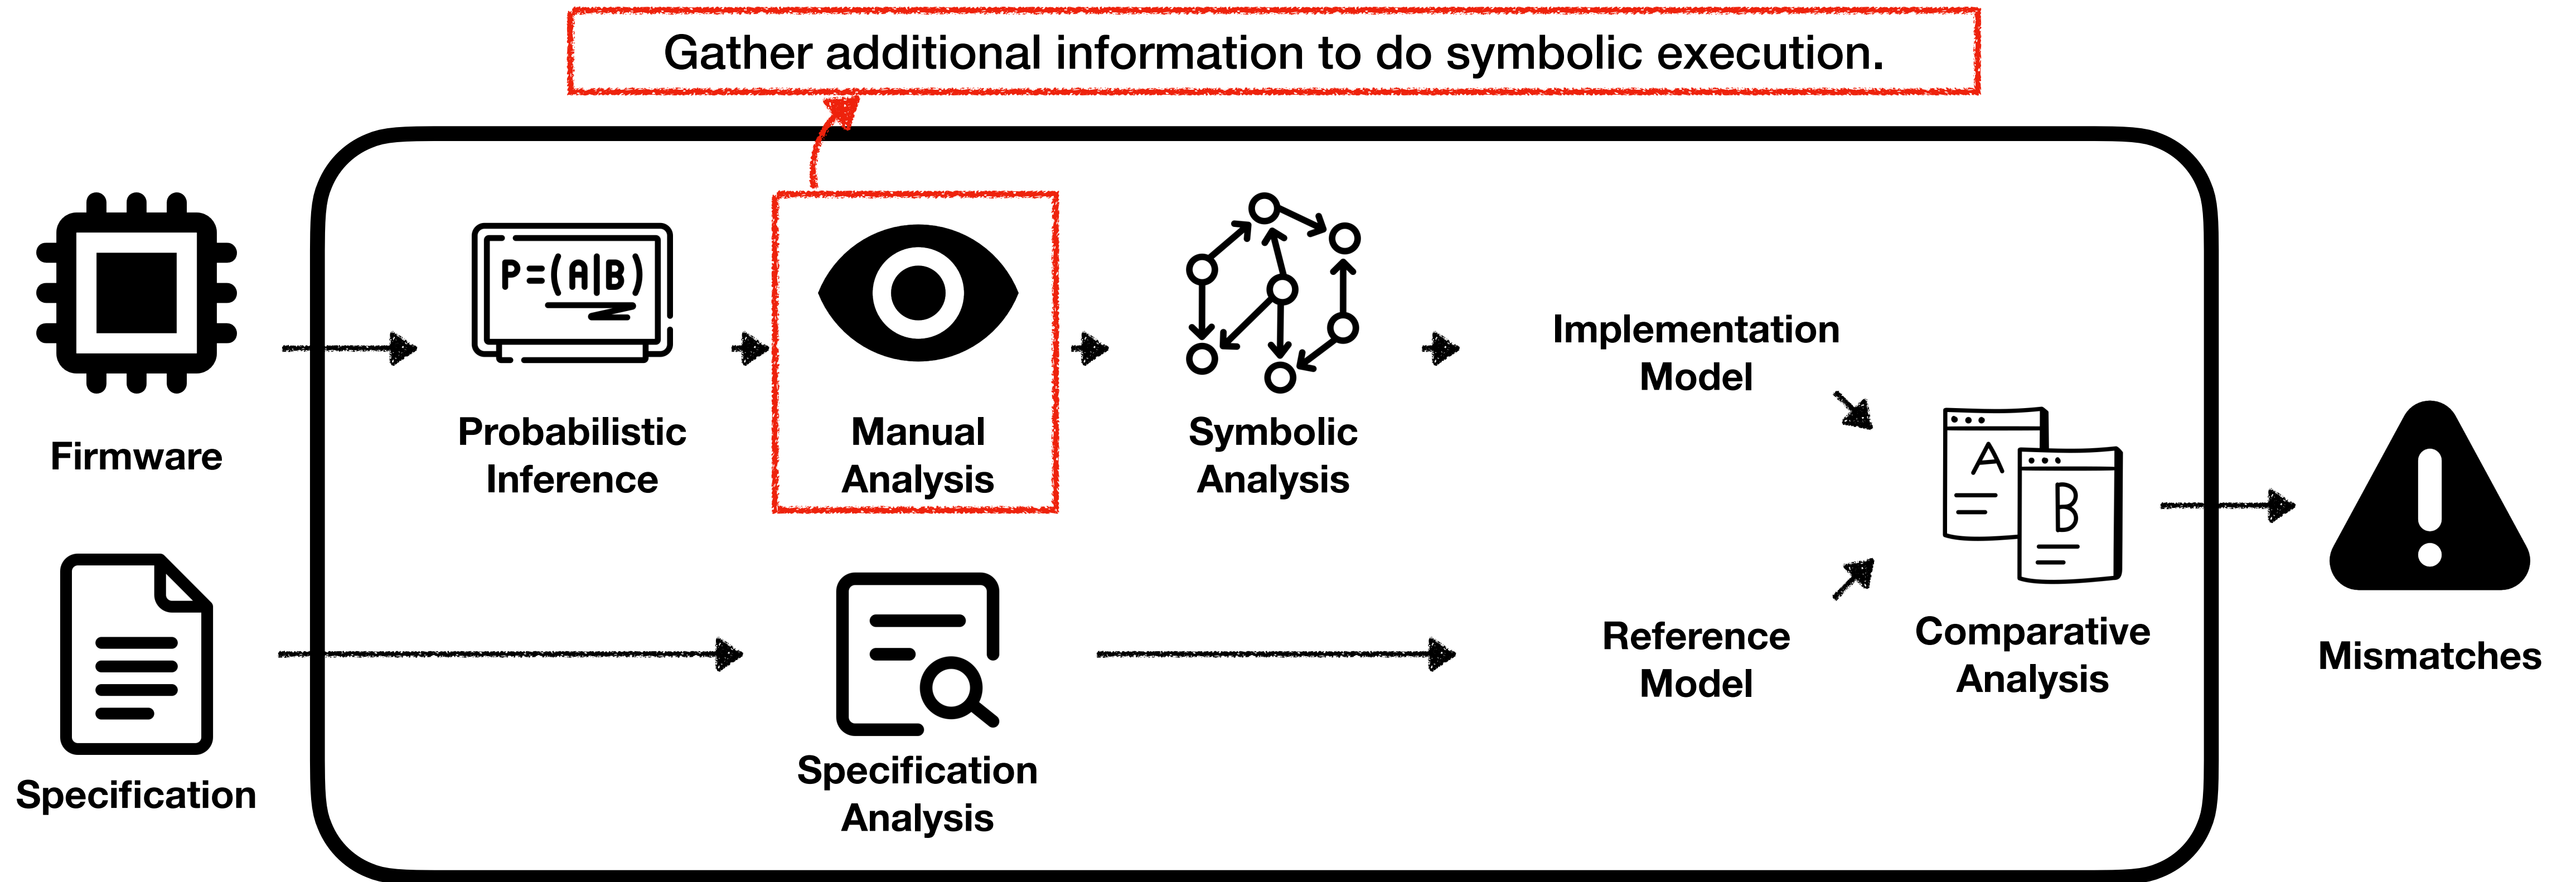 Gather additional information to do symbolic execution.
P=(A|B)
Firmware
Probabilistic
Inference
Manual
Analysis
Symbolic
Analysis
Implementation
Model
A
B
Specification
Specification
Analysis
Reference
Model
Comparative
Analysis
Mismatches